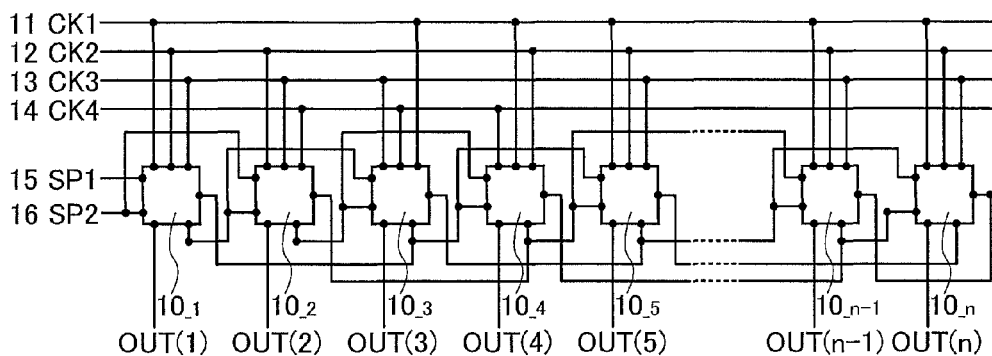 11 CK1
12 CK2
13 CK3
14 CK4
15 SP1
16 SP2
10_1 10_2 10_3 10_4 10_5 10_n-1 10_n
OUT(1) OUT(2) OUT(3) OUT(4) OUT(5) OUT(n-1) OUT(n)